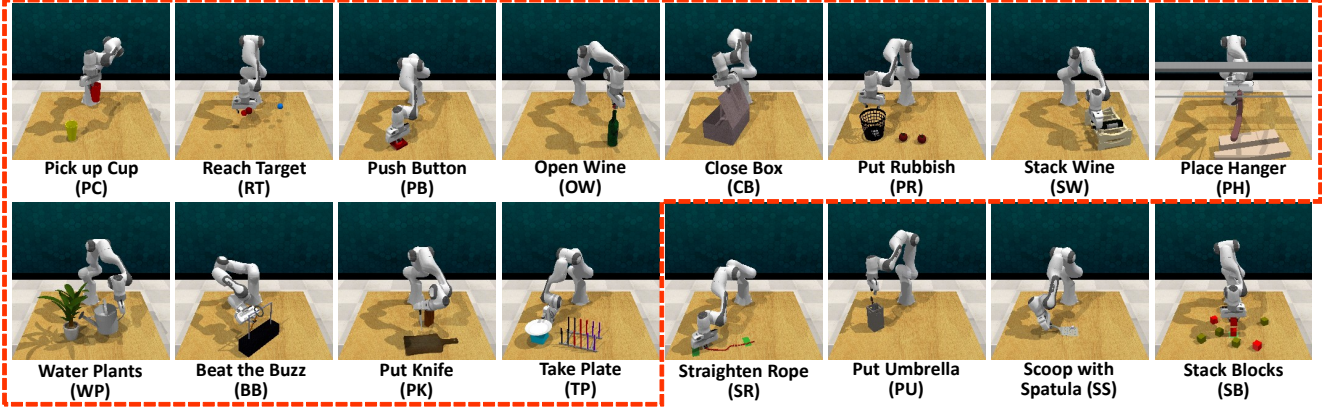 Pick up Cup
(PC)
Reach Target
(RT)
Push Button
(PB)
Open Wine
(OW)
Close Box
(CB)
Put Rubbish
(PR)
Stack Wine
(SW)
Place Hanger
(PH)
Water Plants
(WP)
Beat the Buzz
(BB)
Put Knife
(PK)
Take Plate
(TP)
Straighten Rope
(SR)
Put Umbrella
(PU)
Scoop with
Spatula (SS)
Stack Blocks
(SB)